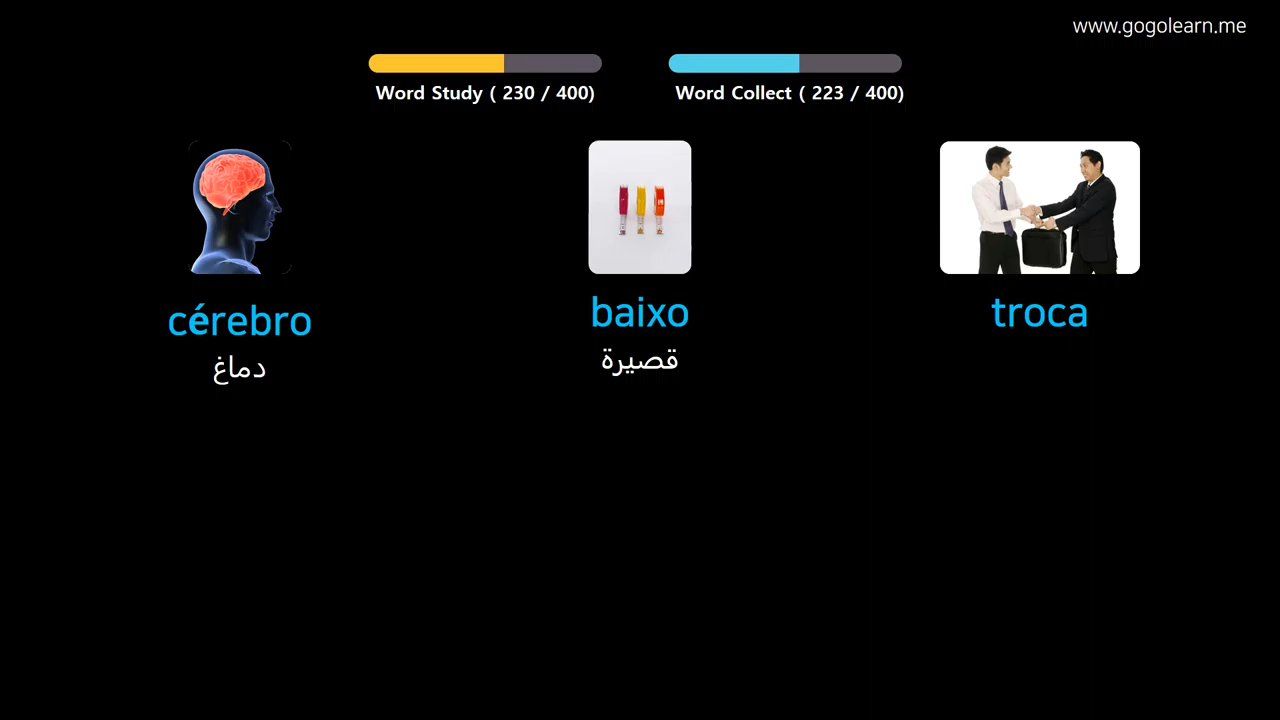 www.gogolearn.me
Word Study ( 230 / 400)
Word Collect ( 223 / 400)
cérebro
دماغ
baixo
قصيرة
troca